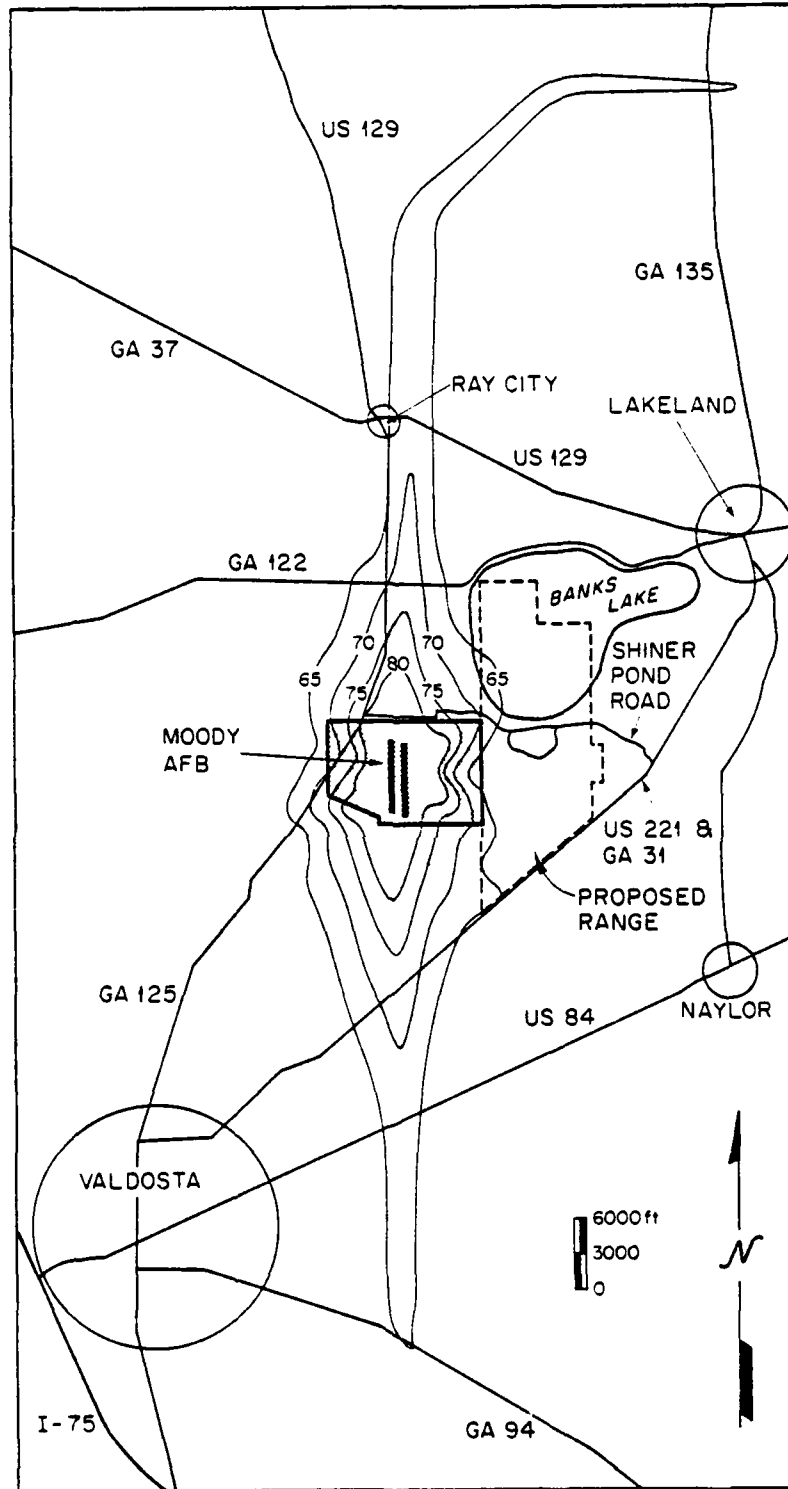 US 129
GA 135
GA 37
RAY CITY
LAKELAND
US 129
GA 122
BANKS
LAKE
70
70
65
75
80
75
65
SHINER
POND
ROAD
MOODY
AFB
US 221 &
GA 31
PROPOSED
RANGE
GA 125
US 84
NAYLOR
VALDOSTA
6000 ft
3000
0
N
I-75
GA 94